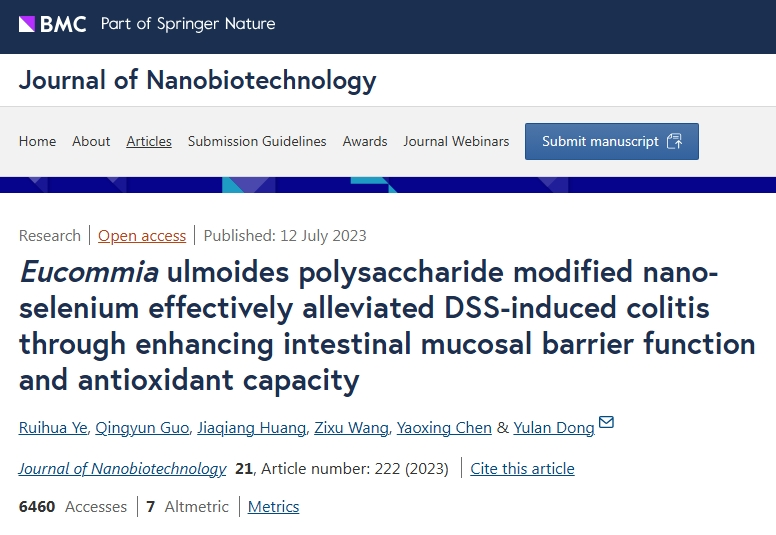 BMC Part of Springer Nature
Journal of Nanobiotechnology
Home About Articles Submission Guidelines Awards Journal Webinars Submit manuscript
Research Open access Published: 12 July 2023
Eucommia ulmoides polysaccharide modified nano-
selenium effectively alleviated DSS-induced colitis
through enhancing intestinal mucosal barrier function
and antioxidant capacity
Ruihua Ye, Qingyun Guo, Jiaqiang Huang, Zixu Wang, Yaoxing Chen & Yulan Dong
Journal of Nanobiotechnology 21, Article number: 222 (2023) Cite this article
6460 Accesses 7 Altmetric Metrics